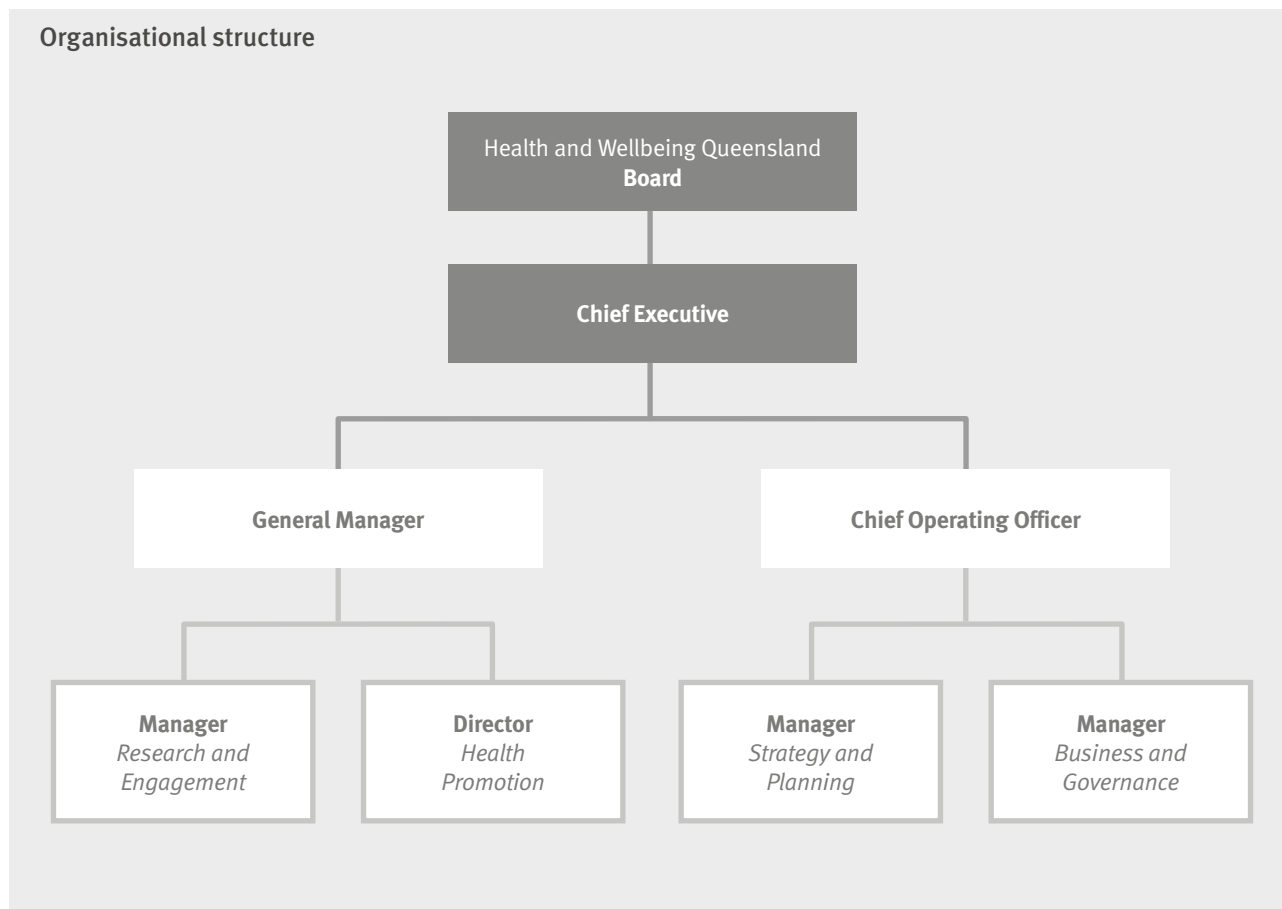 Organisational structure
Health and Wellbeing Queensland
Board
Chief Executive
General Manager
Chief Operating Officer
Manager
Research and
Engagement
Director
Health
Promotion
Manager
Strategy and
Planning
Manager
Business and
Governance